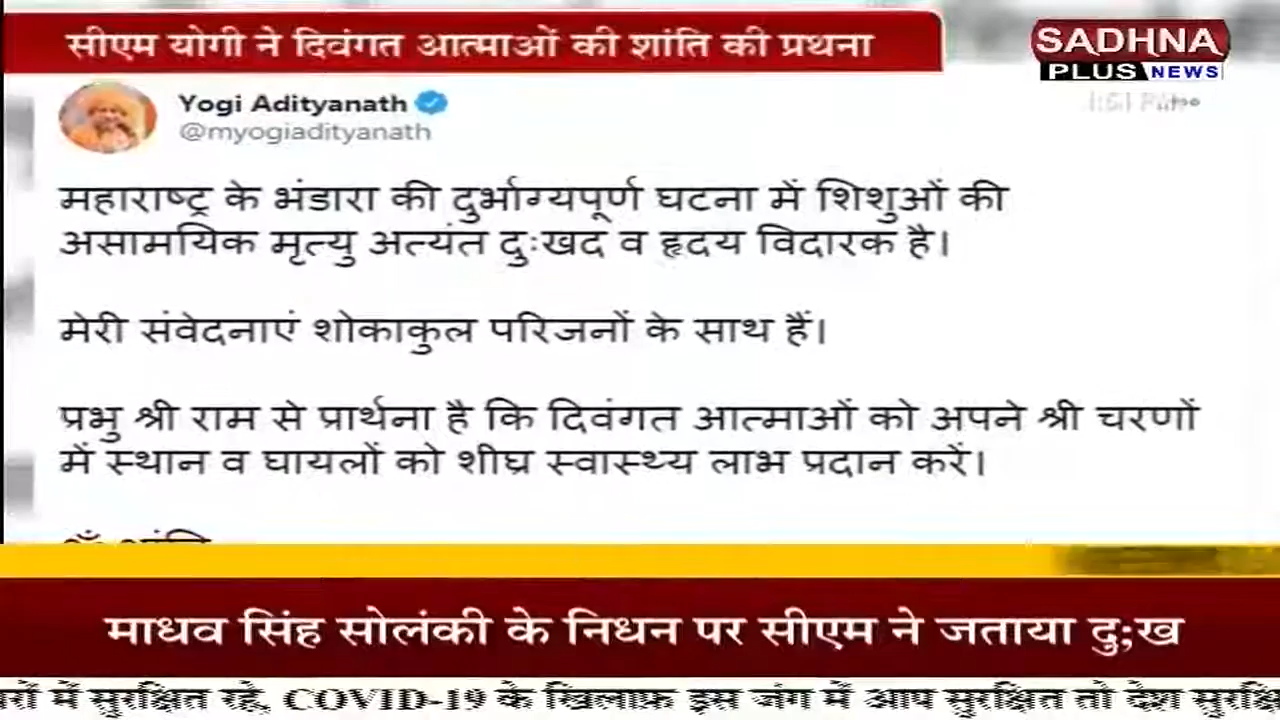 सीएम योगी ने दिवंगत आत्माओं की शांति की प्रथना
SADHNA
PLUS NEWS
Yogi Adityanath
@myogiadityanath
महाराष्ट्र के भंडारा की दुर्भाग्यपूर्ण घटना में शिशुओं की
असामयिक मृत्यु अत्यंत दुःखद व हृदय विदारक है।
मेरी संवेदनाएं शोकाकुल परिजनों के साथ हैं।
प्रभु श्री राम से प्रार्थना है कि दिवंगत आत्माओं को अपने श्री चरणों
में स्थान व घायलों को शीघ्र स्वास्थ्य लाभ प्रदान करें।
माधव सिंह सोलंकी के निधन पर सीएम ने जताया दु;ख
में सुरक्षित रहे, COVID-19 के खिलाफ़ इस जंग में आप सुरक्षित तो देश